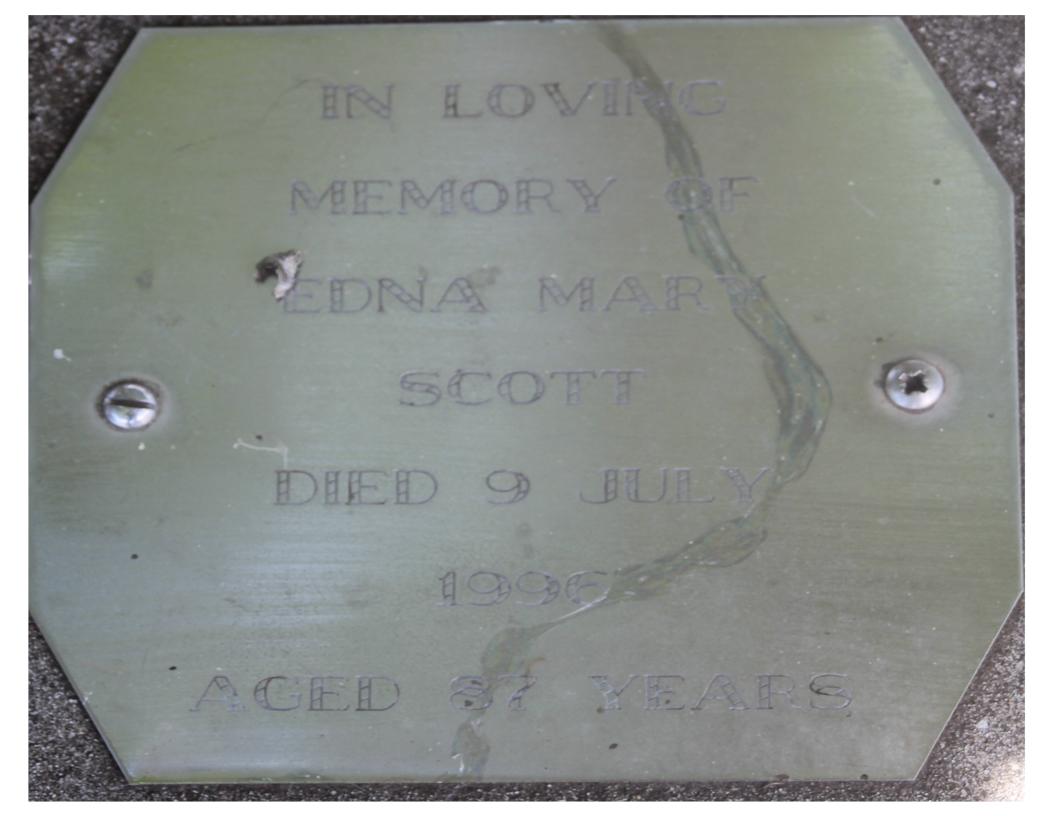 IN LOVING
MEMORY OF
EDNA MARY
SCOTT
DIED 9 JULY
1996
AGED 87 YEARS